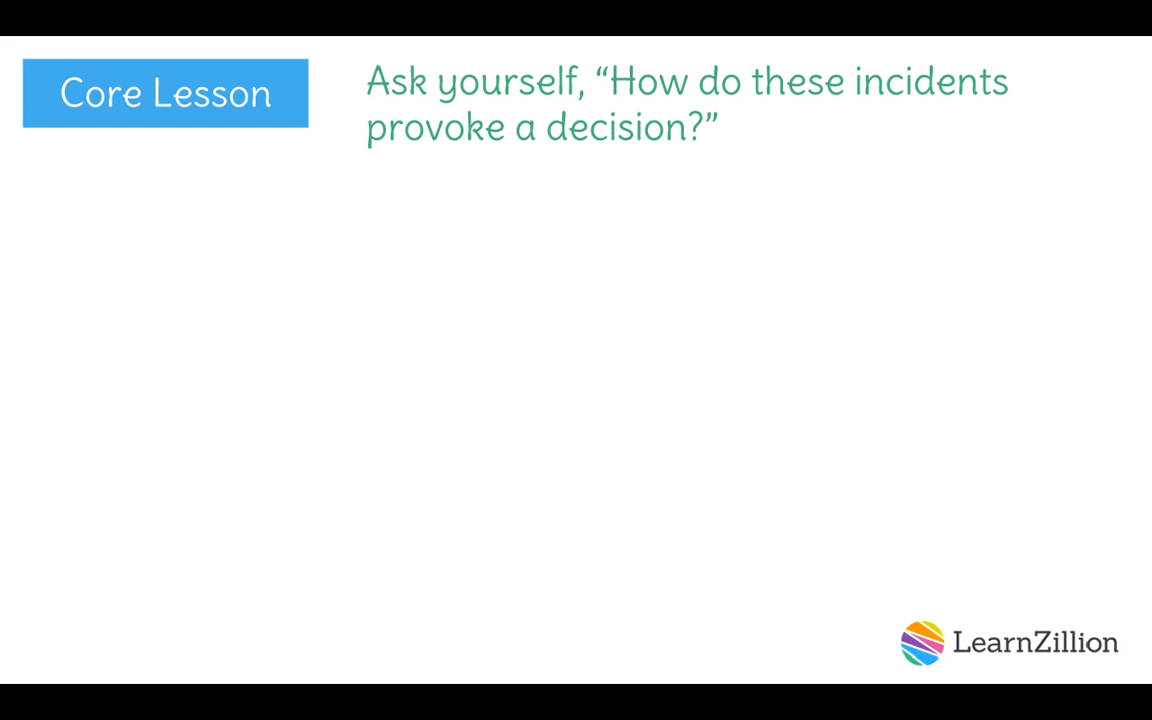 Core Lesson
Ask yourself, “How do these incidents
provoke a decision?”
LearnZillion